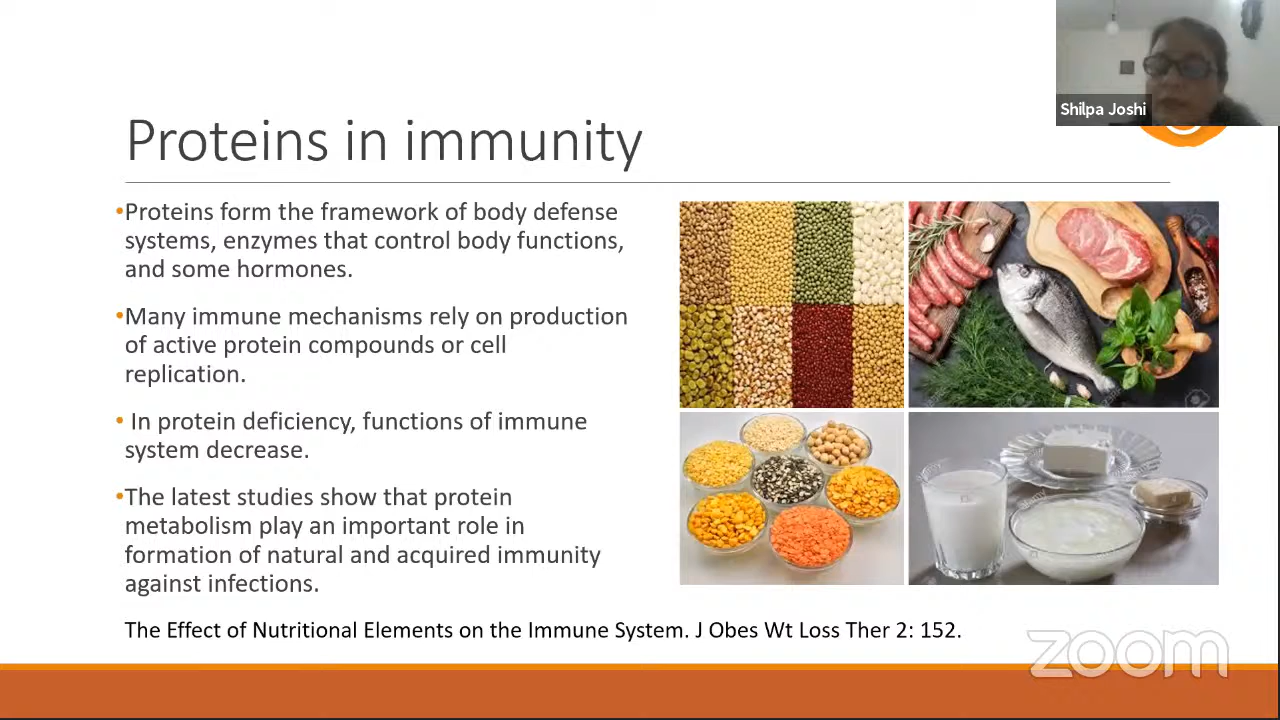 Shilpa Joshi
Proteins in immunity
•Proteins form the framework of body defense
systems, enzymes that control body functions,
and some hormones.
•Many immune mechanisms rely on production
of active protein compounds or cell
replication.
• In protein deficiency, functions of immune
system decrease.
•The latest studies show that protein
metabolism play an important role in
formation of natural and acquired immunity
against infections.
The Effect of Nutritional Elements on the Immune System. J Obes Wt Loss Ther 2: 152.
zoom